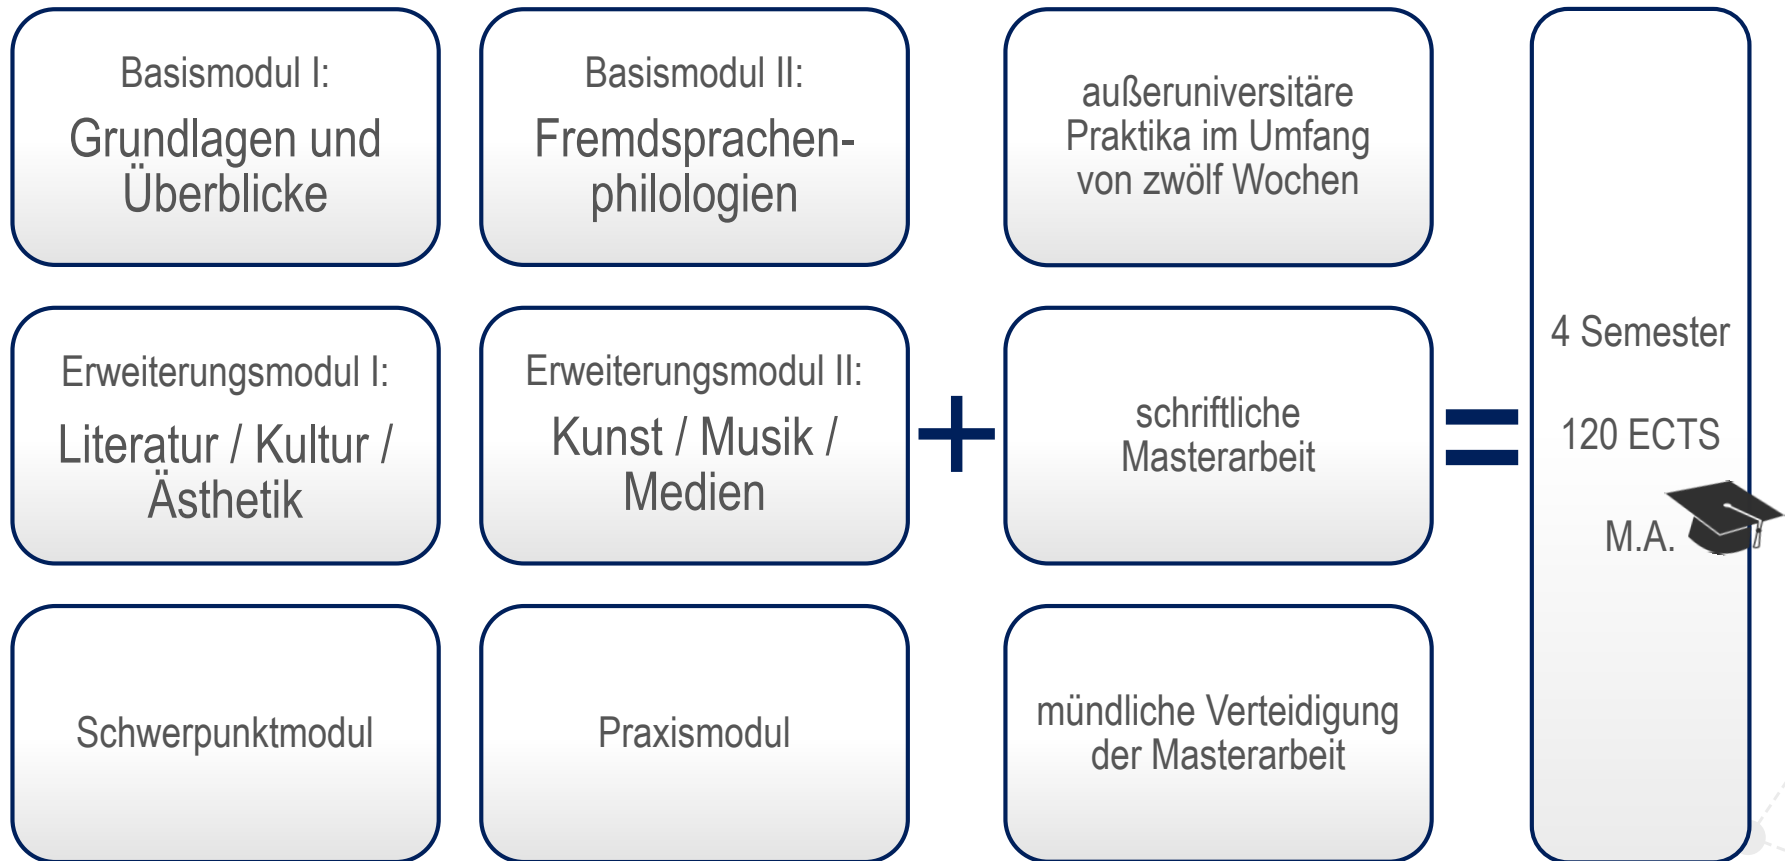 Basismodul I:
Grundlagen und
Überblicke
Basismodul II:
Fremdsprachen-
philologien
außeruniversitäre
Praktika im Umfang
von zwölf Wochen
Erweiterungsmodul I:
Literatur / Kultur /
Ästhetik
Erweiterungsmodul II:
Kunst / Musik /
Medien
+
schriftliche
Masterarbeit
=
4 Semester
120 ECTS
M.A.
Schwerpunktmodul
Praxismodul
mündliche Verteidigung
der Masterarbeit